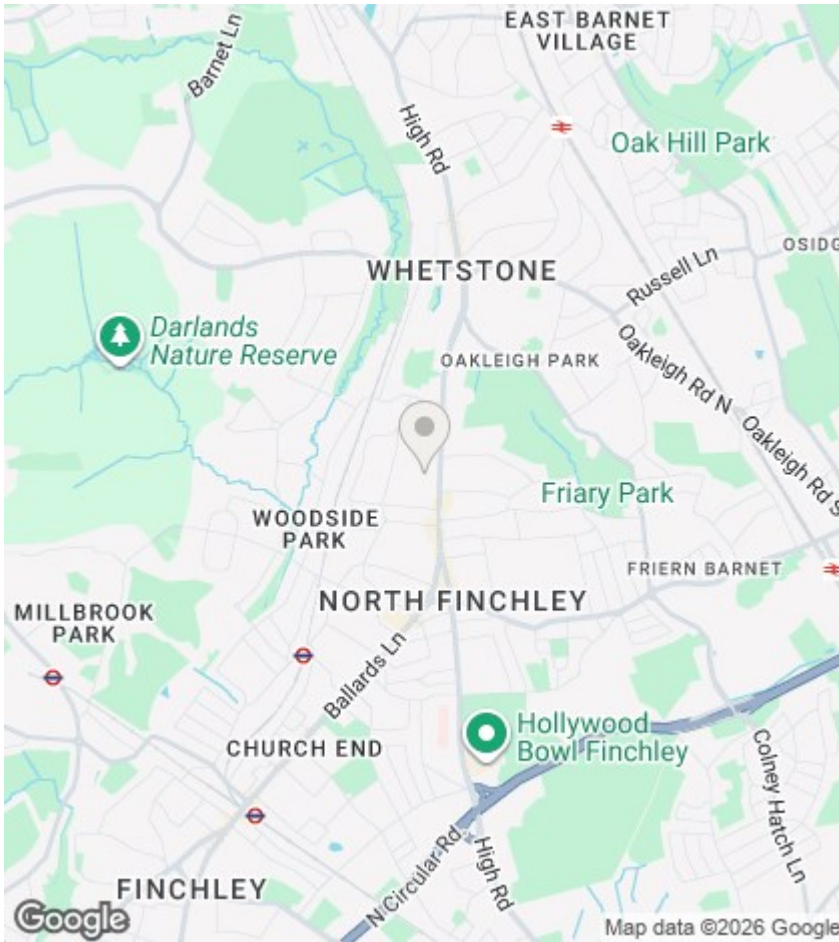 EAST BARNET
VILLAGE
Barnet Ln
High Rd
Oak Hill Park
OSIDG
WHETSTONE
Russell Ln
Darlands
Nature Reserve
OAKLEIGH PARK
Oakleigh Rd N
Oakleigh Rd S
Friary Park
WOODSIDE
PARK
FRIERN BARNET
MILLBROOK
PARK
NORTH FINCHLEY
Ballards Ln
Hollywood
Bowl Finchley
CHURCH END
Colney Hatch Ln
N Circular Rd
High Rd
FINCHLEY
Google
Map data ©2026 Google